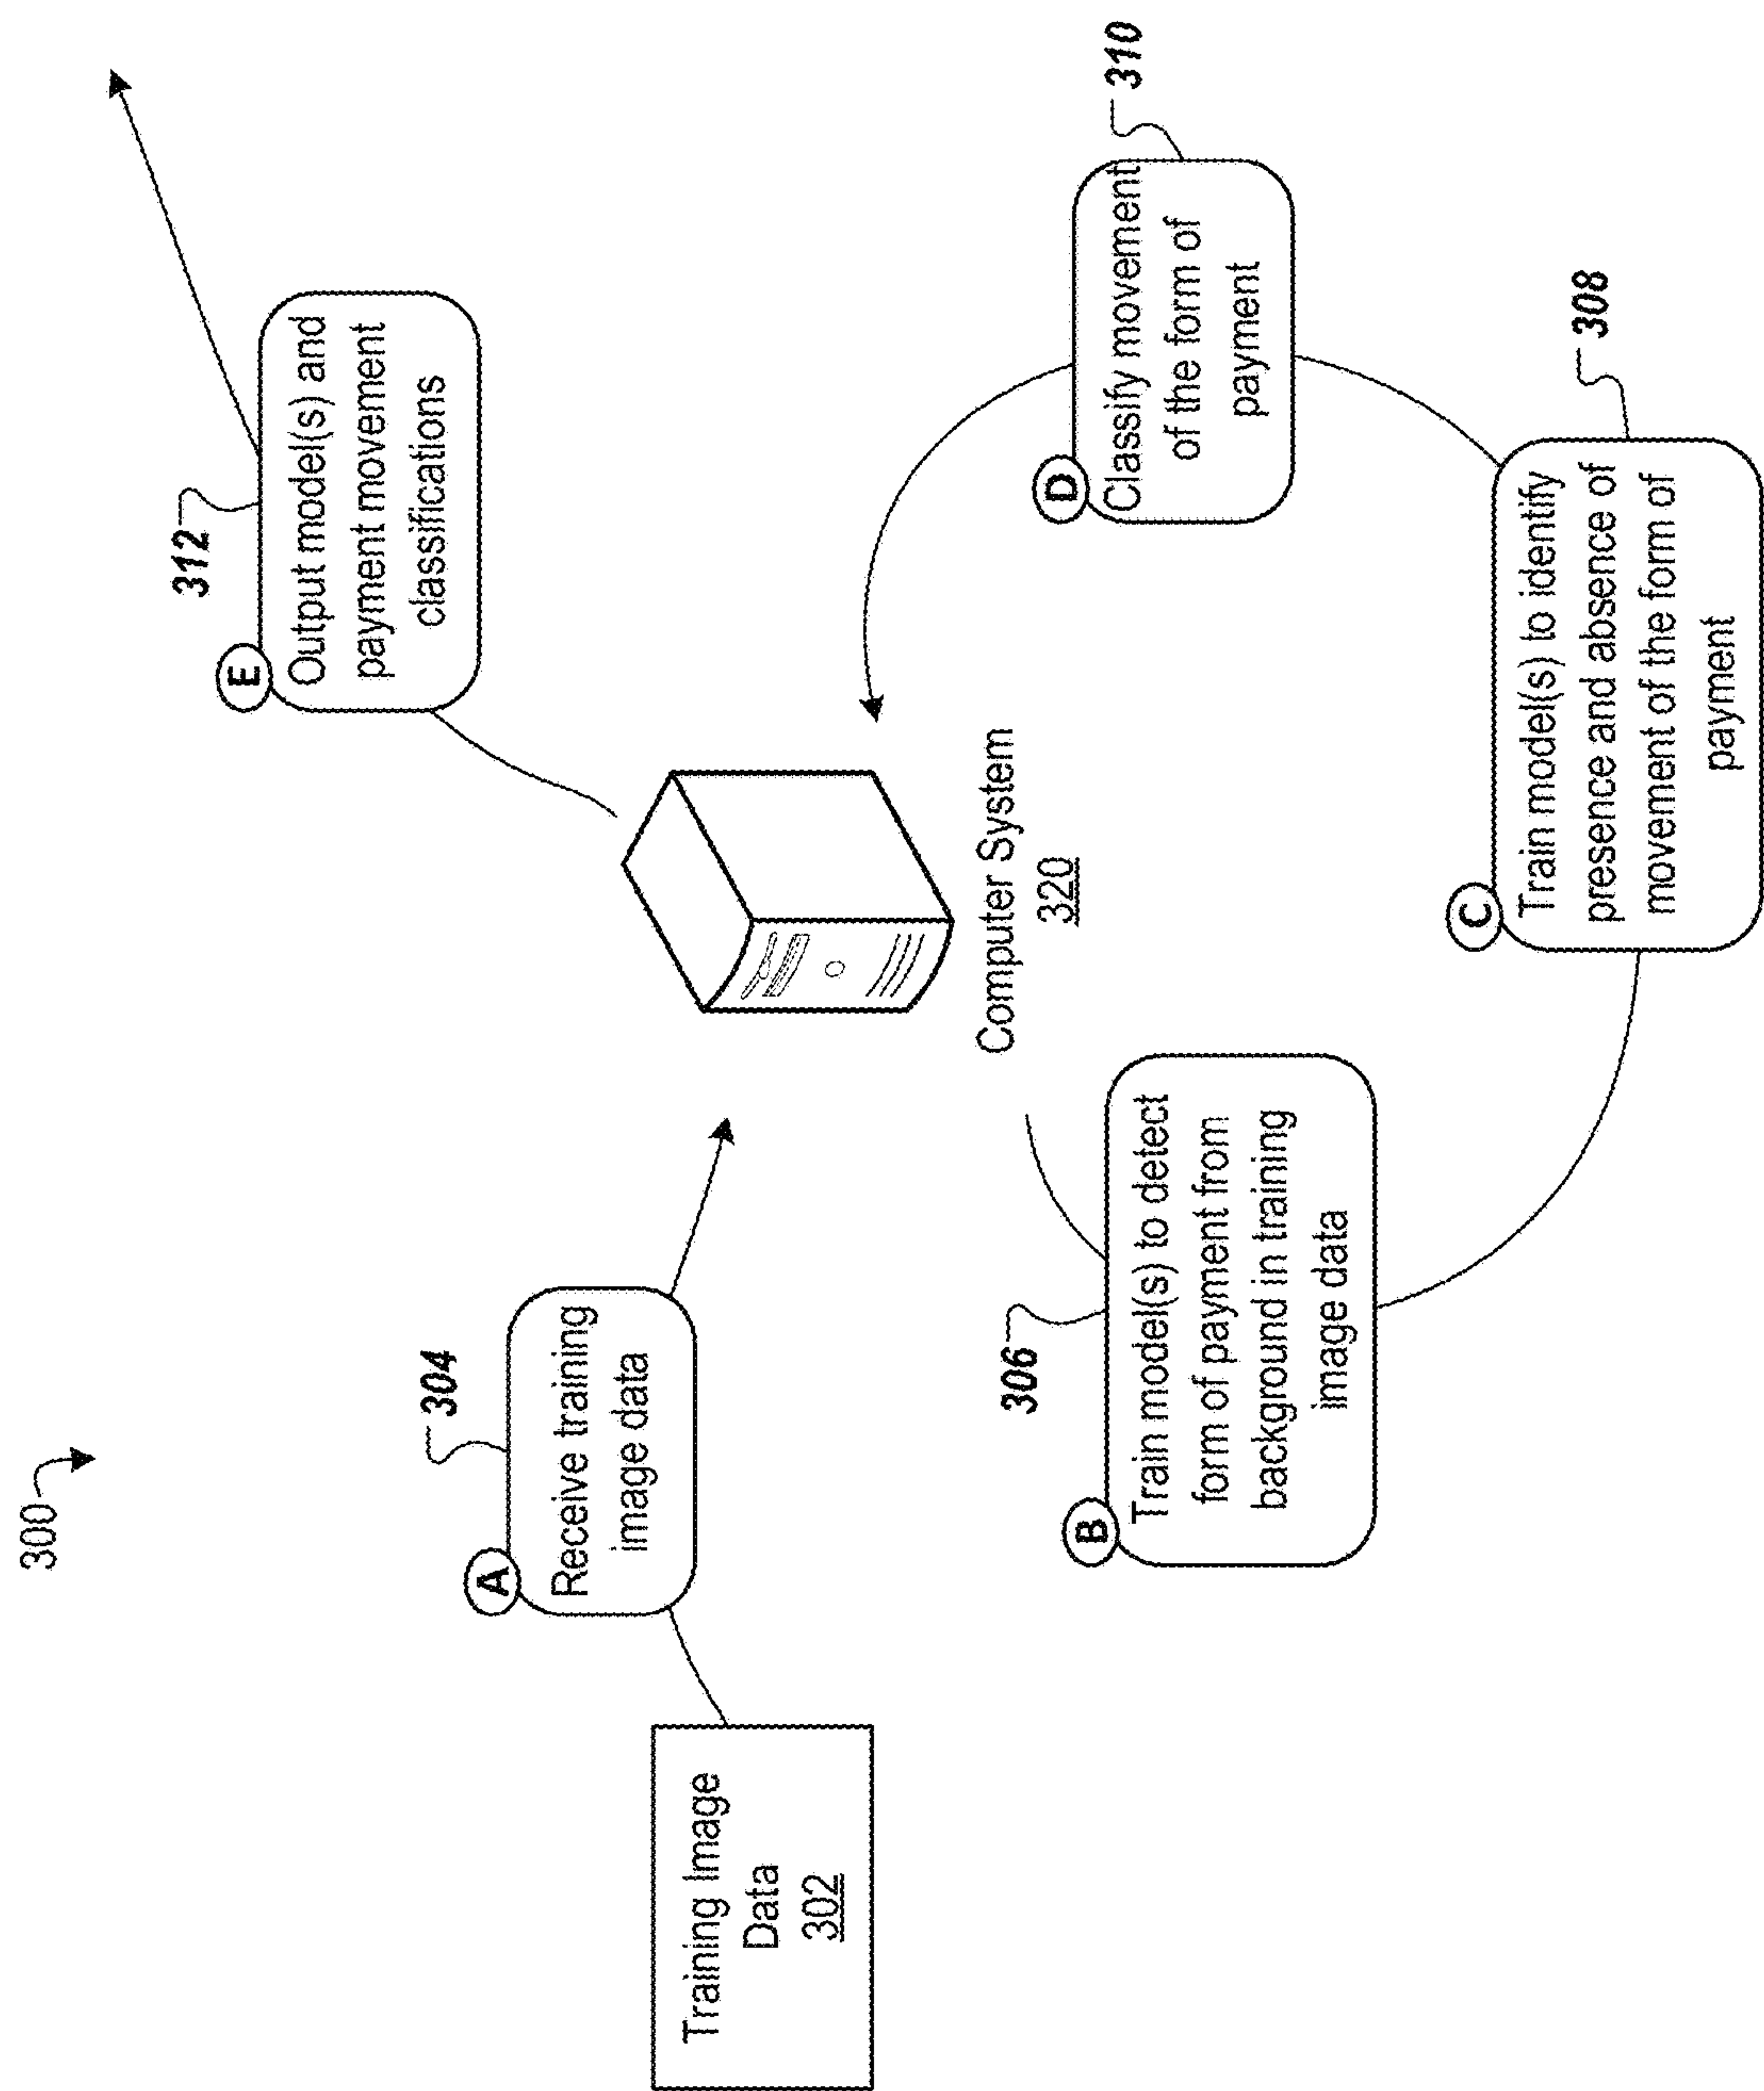 300
304
A
Receive training
image data
Training Image
Data
302
312
E
Output model(s) and
payment movement
classifications
Computer System
320
306
B
Train model(s) to detect
form of payment from
background in training
image data
C
Train model(s) to identify
presence and absence of
movement of the form of
payment
308
D
Classify movement
of the form of
payment
310